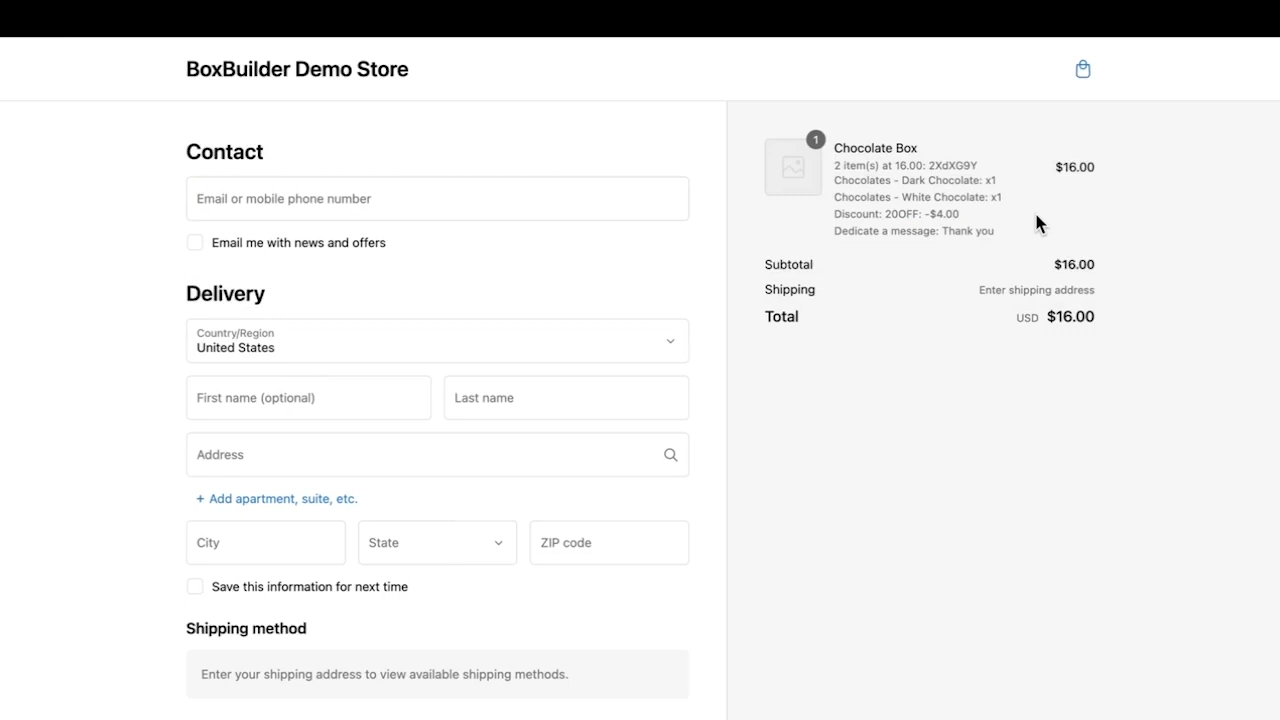 BoxBuilder Demo Store
Contact
Email or mobile phone number
Email me with news and offers
Delivery
Country/Region
United States
First name (optional)
Last name
Address
+ Add apartment, suite, etc.
City
State
ZIP code
Save this information for next time
Shipping method
Enter your shipping address to view available shipping methods.
1
Chocolate Box
2 item(s) at 16.00: 2XdXG9Y
$16.00
Chocolates - Dark Chocolate: x1
Chocolates - White Chocolate: x1
Discount: 20OFF: -$4.00
Dedicate a message: Thank you
Subtotal $16.00
Shipping Enter shipping address
Total USD $16.00